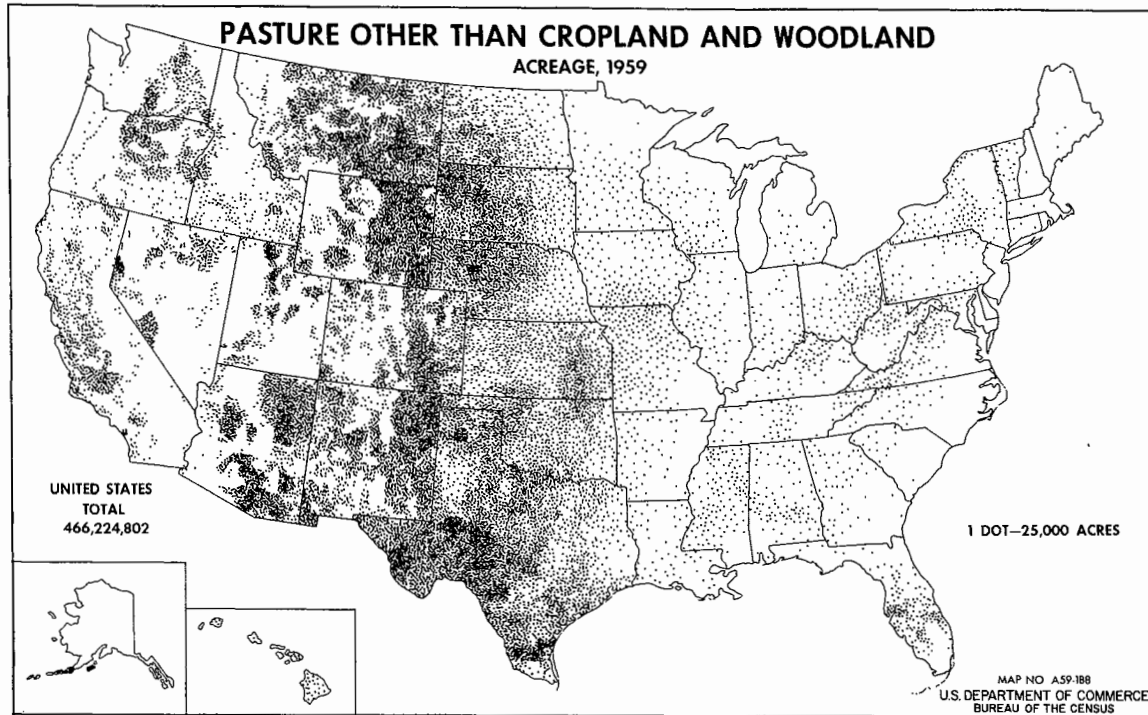 PASTURE OTHER THAN CROPLAND AND WOODLAND
ACREAGE, 1959
UNITED STATES
TOTAL
466,224,802
1 DOT—25,000 ACRES
MAP NO A59-188
U.S. DEPARTMENT OF COMMERCE
BUREAU OF THE CENSUS